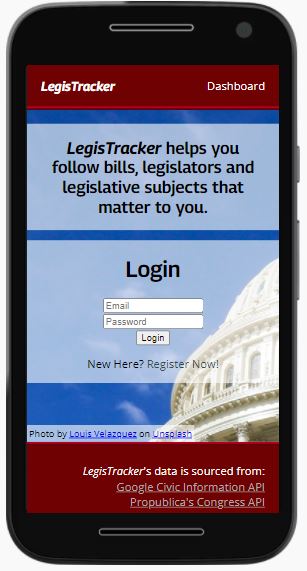 LegisTracker Dashboard
LegisTracker helps you
follow bills, legislators and
legislative subjects that
matter to you.
Login
Email
Password
Login
New Here? Register Now!
Photo by Louis Velazquez on Unsplash
LegisTracker's data is sourced from:
Google Civic Information API
Propublica's Congress API